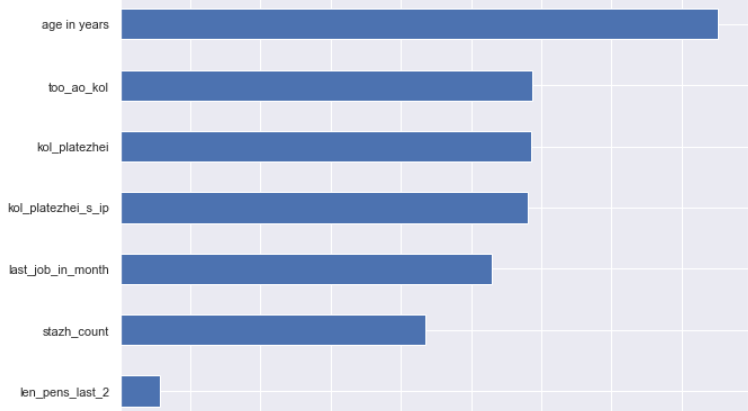 age in years
too_ao_kol
kol_platezhei
kol_platezhei_s_ip
last_job_in_month
stazh_count
len_pens_last_2